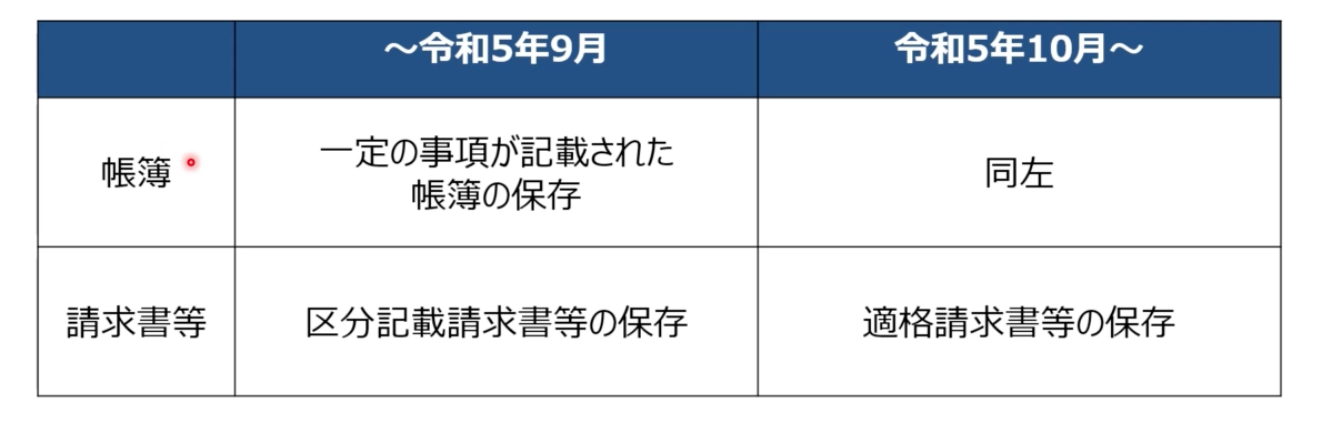 ～令和5年9月
令和5年10月～
帳簿
一定の事項が記載された
帳簿の保存
同左
請求書等
区分記載請求書等の保存
適格請求書等の保存